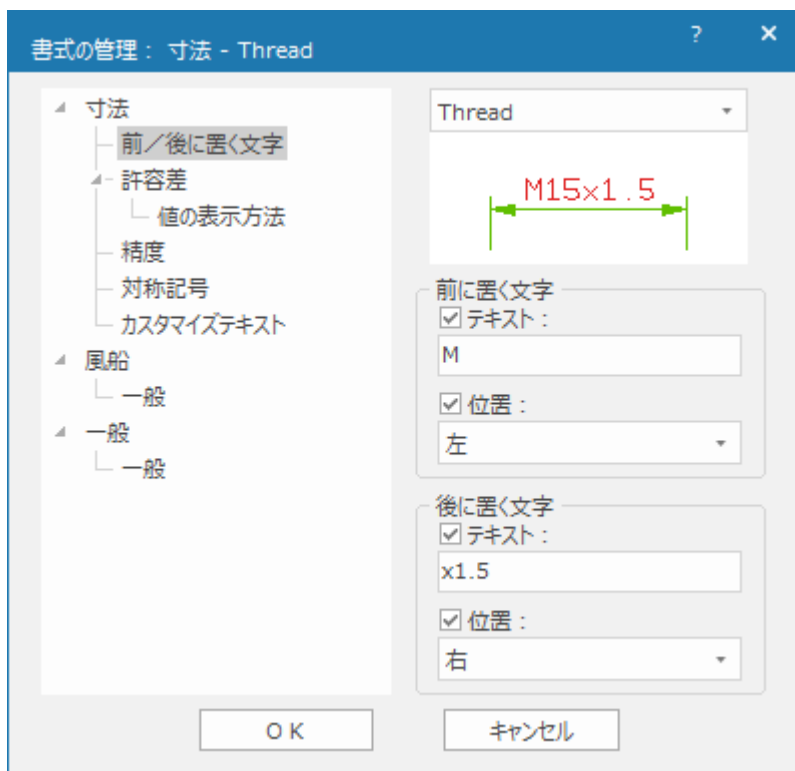 書式の管理： 寸法 - Thread
?
×
寸法
前／後に置く文字
許容差
値の表示方法
精度
対称記号
カスタマイズテキスト
風船
一般
一般
一般
Thread
M15x1.5
前に置く文字
テキスト：
M
位置：
左
後に置く文字
テキスト：
x1.5
位置：
右
ＯＫ
キャンセル